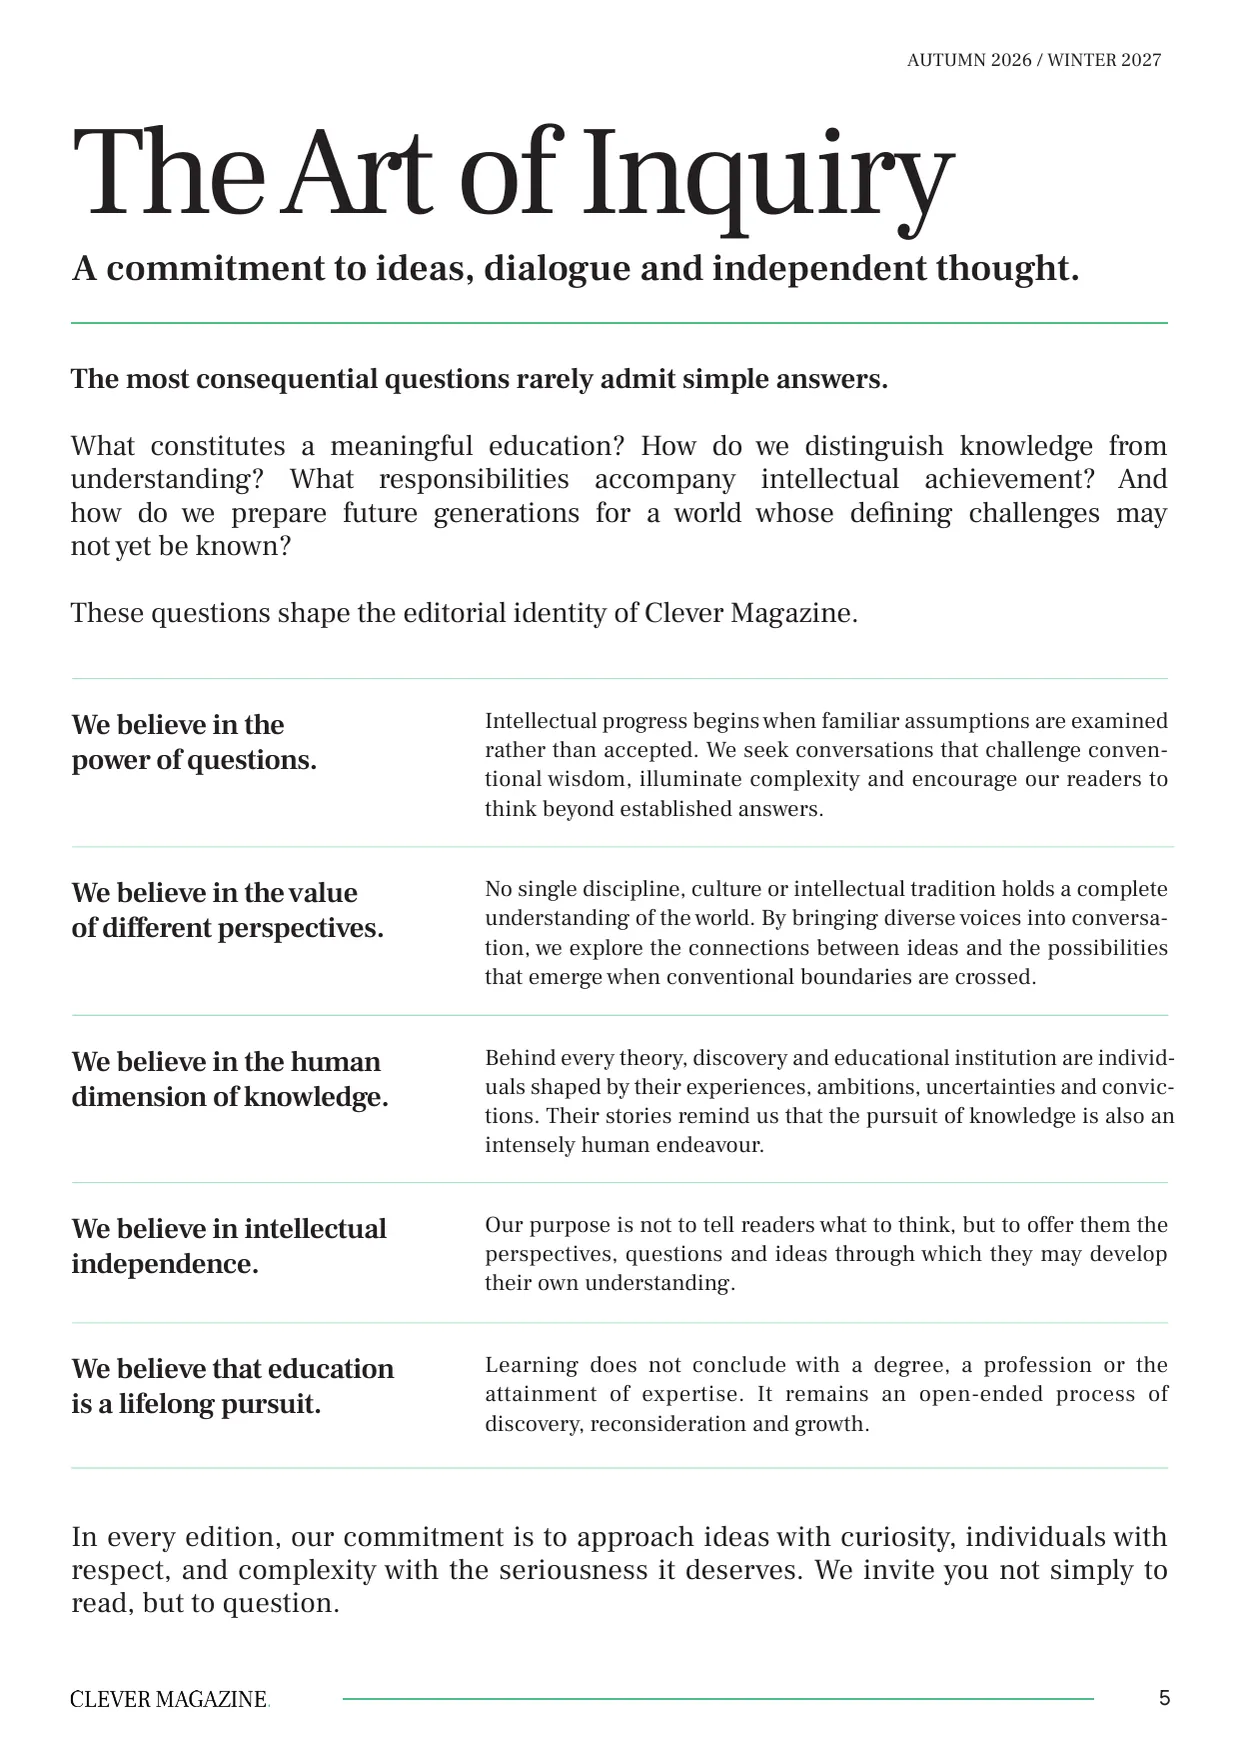 AUTUMN 2026 / WINTER 2027
The Art of Inquiry
A commitment to ideas, dialogue and independent thought.
The most consequential questions rarely admit simple answers.
What constitutes a meaningful education? How do we distinguish knowledge from
understanding? What responsibilities accompany intellectual achievement? And
how do we prepare future generations for a world whose defining challenges may
not yet be known?
These questions shape the editorial identity of Clever Magazine.
We believe in the
power of questions.
Intellectual progress begins when familiar assumptions are examined
rather than accepted. We seek conversations that challenge conven-
tional wisdom, illuminate complexity and encourage our readers to
think beyond established answers.
We believe in the value
of different perspectives.
No single discipline, culture or intellectual tradition holds a complete
understanding of the world. By bringing diverse voices into conversa-
tion, we explore the connections between ideas and the possibilities
that emerge when conventional boundaries are crossed.
We believe in the human
dimension of knowledge.
Behind every theory, discovery and educational institution are individ-
uals shaped by their experiences, ambitions, uncertainties and convic-
tions. Their stories remind us that the pursuit of knowledge is also an
intensely human endeavour.
We believe in intellectual
independence.
Our purpose is not to tell readers what to think, but to offer them the
perspectives, questions and ideas through which they may develop
their own understanding.
We believe that education
is a lifelong pursuit.
Learning does not conclude with a degree, a profession or the
attainment of expertise. It remains an open-ended process of
discovery, reconsideration and growth.
In every edition, our commitment is to approach ideas with curiosity, individuals with
respect, and complexity with the seriousness it deserves. We invite you not simply to
read, but to question.
CLEVER MAGAZINE.
5